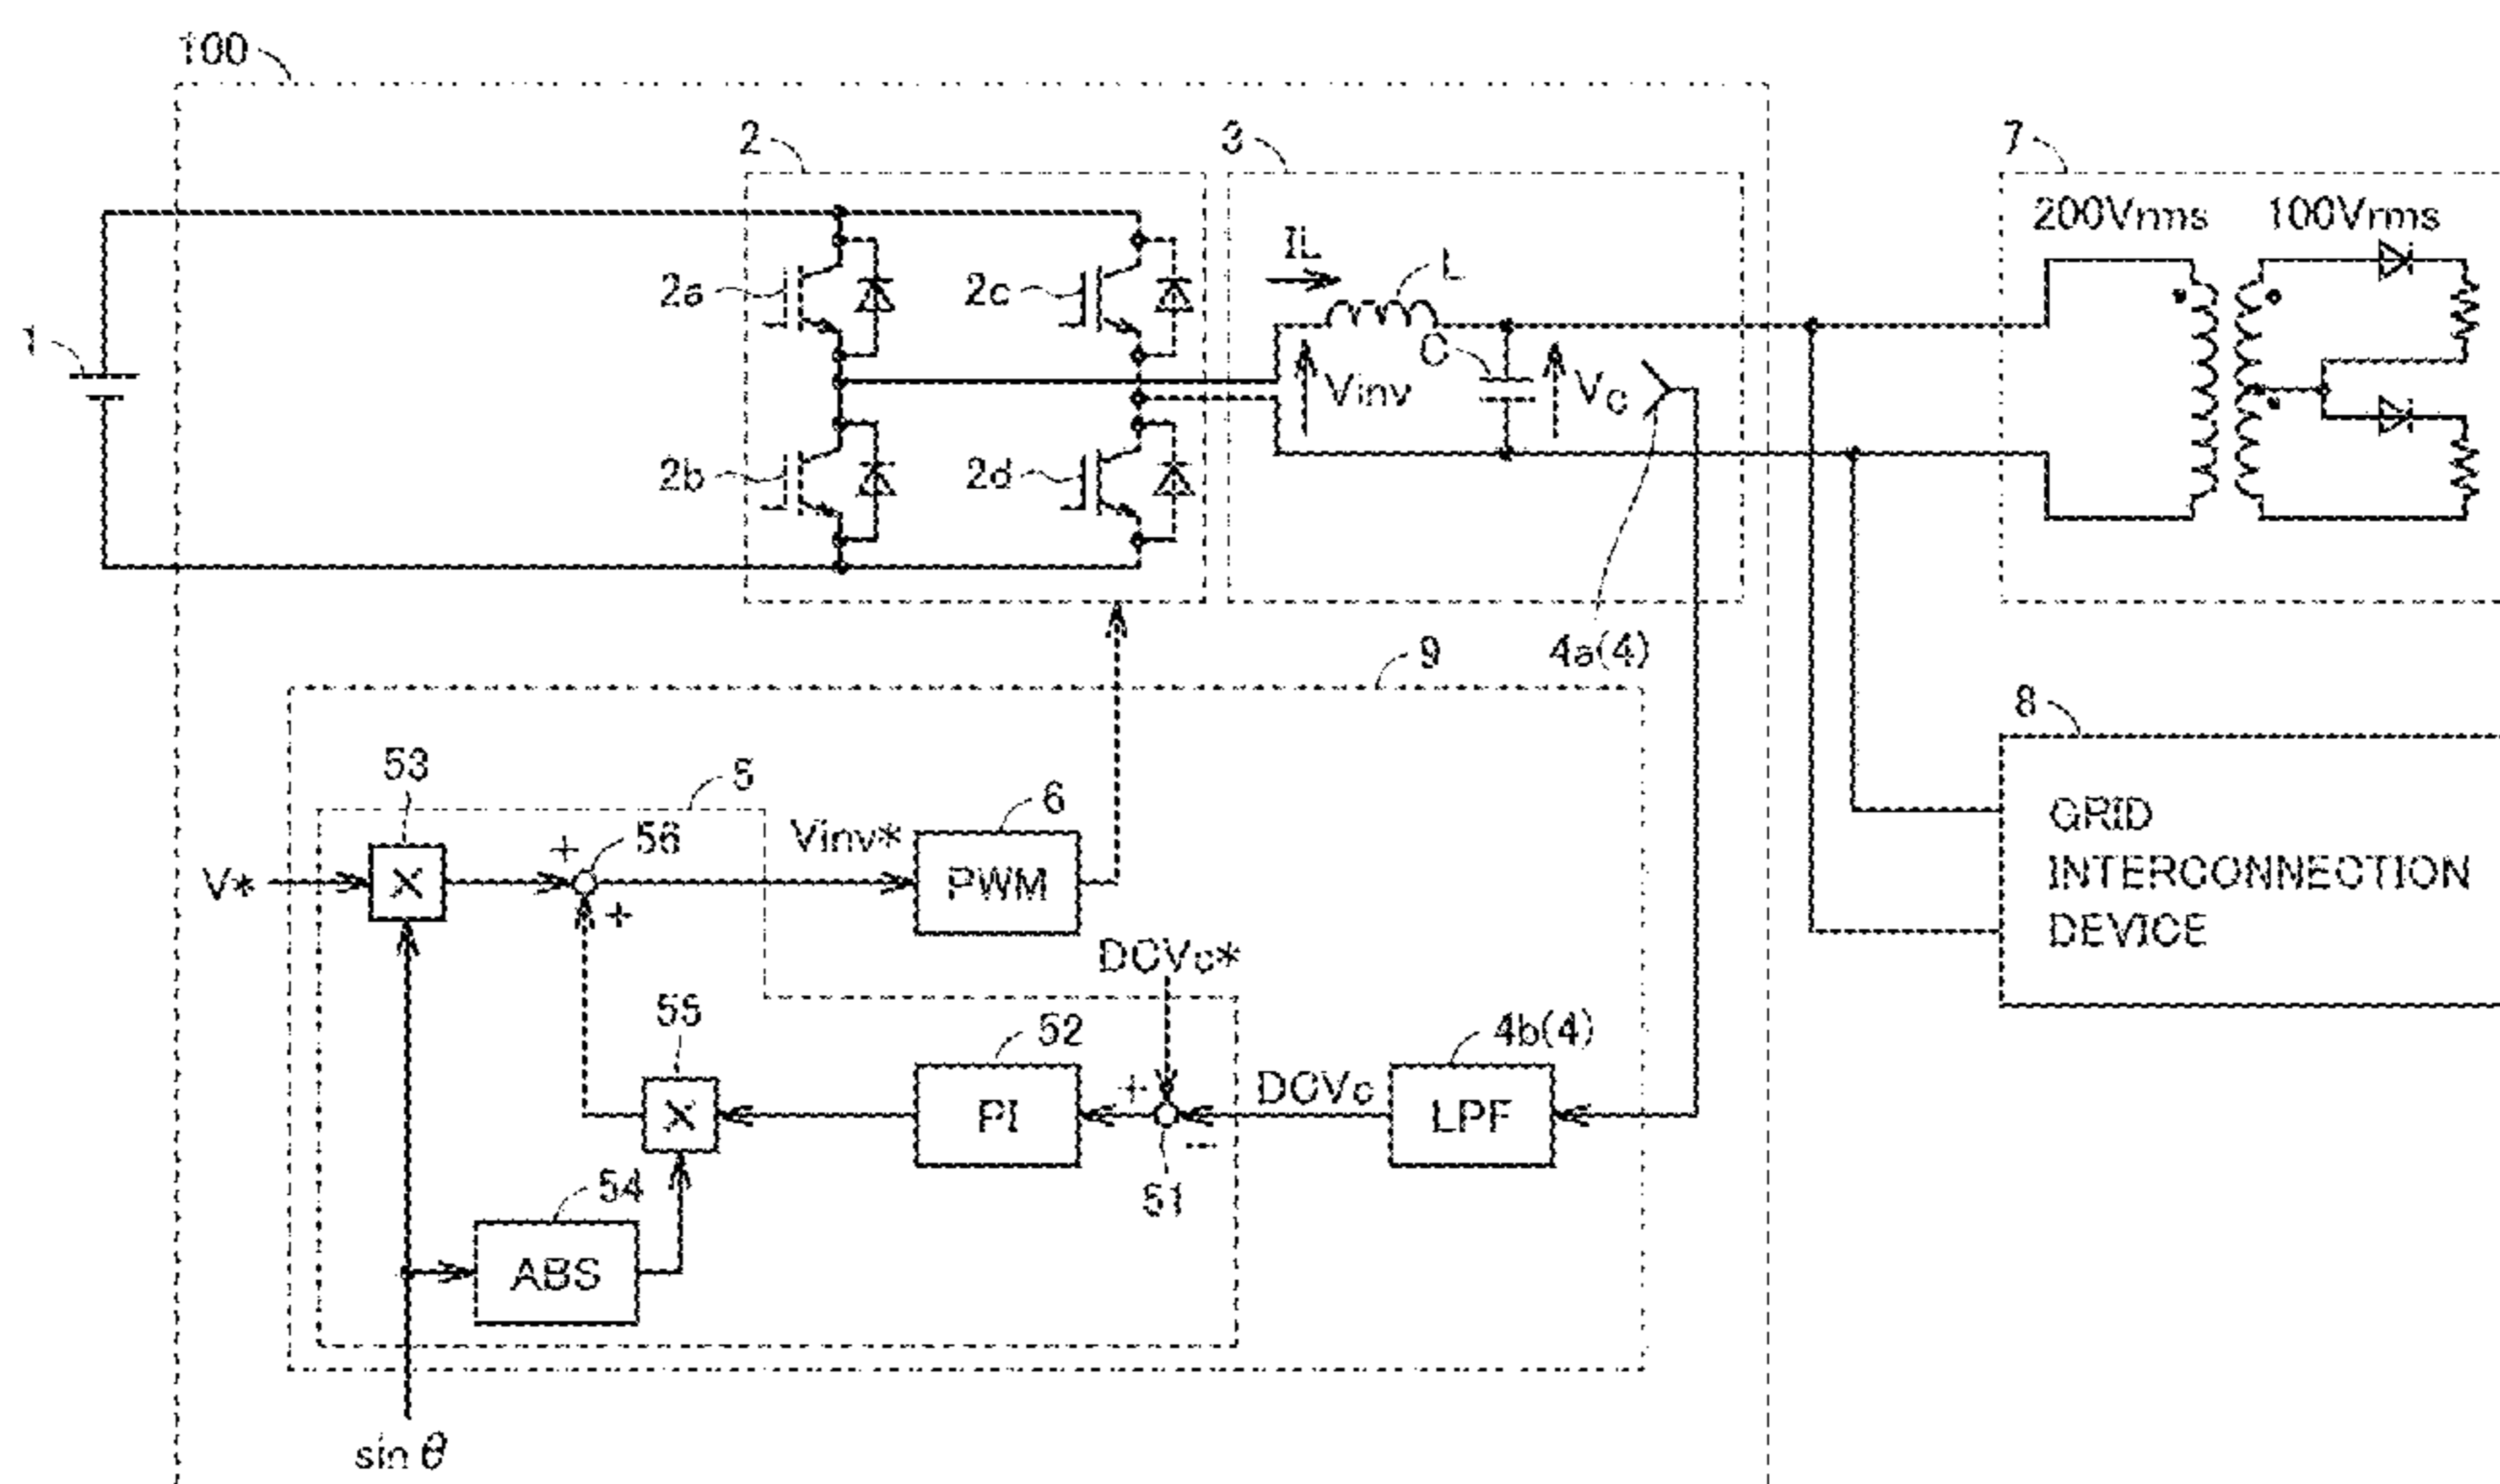 100
2
3
7
200Vrms
100Vrms
IL
L
2a
2c
1
C
Vinv
Vc
2b
2d
4a(4)
9
8
53
5
6
56
Vinv*
GRID
INTERCONNECTION
DEVICE
V*
×
+
PWM
+
DCVc*
55
52
4b(4)
×
PI
+
DCVc
LPF
-
54
51
ABS
sin θ